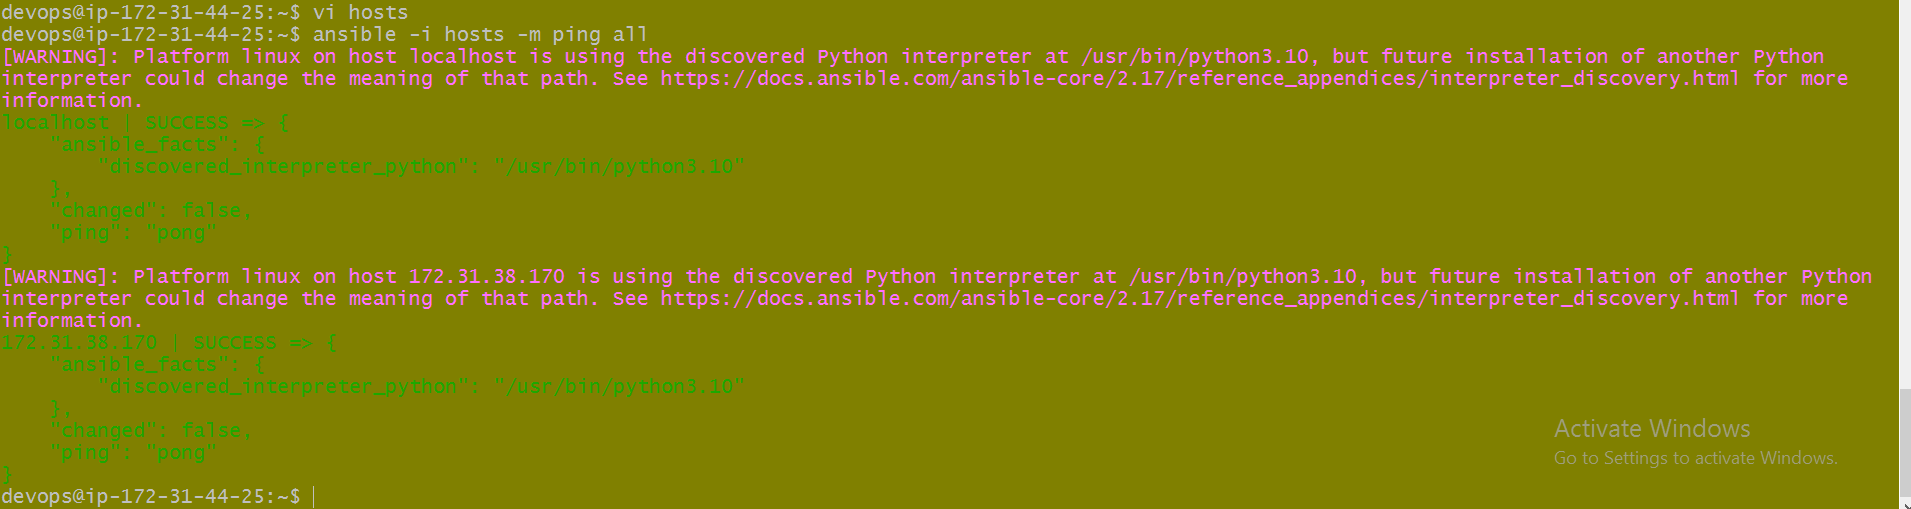 devops@ip-172-31-44-25:~$ vi hosts
devops@ip-172-31-44-25:~$ ansible -i hosts -m ping all
[WARNING]: Platform linux on host localhost is using the discovered Python interpreter at /usr/bin/python3.10, but future installation of another Python
interpreter could change the meaning of that path. See https://docs.ansible.com/ansible-core/2.17/reference_appendices/interpreter_discovery.html for more
information.
localhost | SUCCESS => {
    "ansible_facts": {
        "discovered_interpreter_python": "/usr/bin/python3.10"
    },
    "changed": false,
    "ping": "pong"
}
[WARNING]: Platform linux on host 172.31.38.170 is using the discovered Python interpreter at /usr/bin/python3.10, but future installation of another Python
interpreter could change the meaning of that path. See https://docs.ansible.com/ansible-core/2.17/reference_appendices/interpreter_discovery.html for more
information.
172.31.38.170 | SUCCESS => {
    "ansible_facts": {
        "discovered_interpreter_python": "/usr/bin/python3.10"
    },
    "changed": false,
    "ping": "pong"
}
devops@ip-172-31-44-25:~$
Activate Windows
Go to Settings to activate Windows.